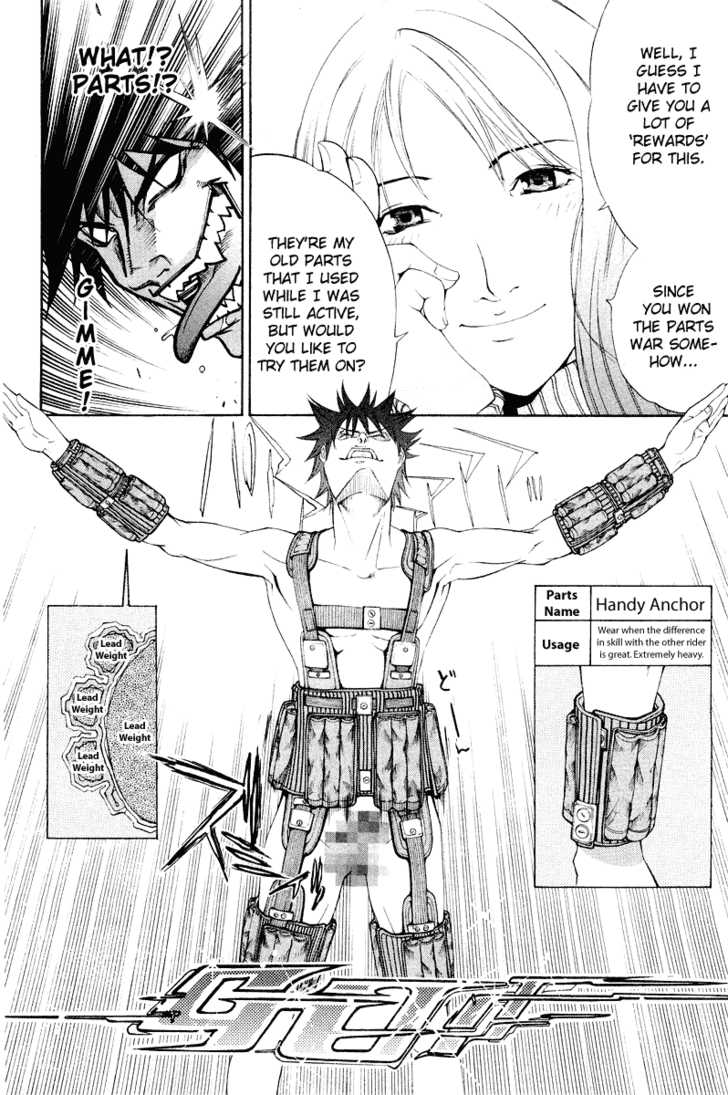 WELL, I
GUESS I
HAVE TO
GIVE YOU A
LOT OF
'REWARDS'
FOR THIS.
SINCE
YOU WON
THE PARTS
WAR SOME-
HOW...
THEY'RE MY
OLD PARTS
THAT I USED
WHILE I WAS
STILL ACTIVE,
BUT WOULD
YOU LIKE TO
TRY THEM ON?
WHAT!?
PARTS!?
GIMME!
Parts
Name
Handy Anchor
Usage
Wear when the difference
in skill with the other rider
is great. Extremely heavy.
ど
ー
ん
Lead
Weight
Lead
Weight
Lead
Weight
Lead
Weight